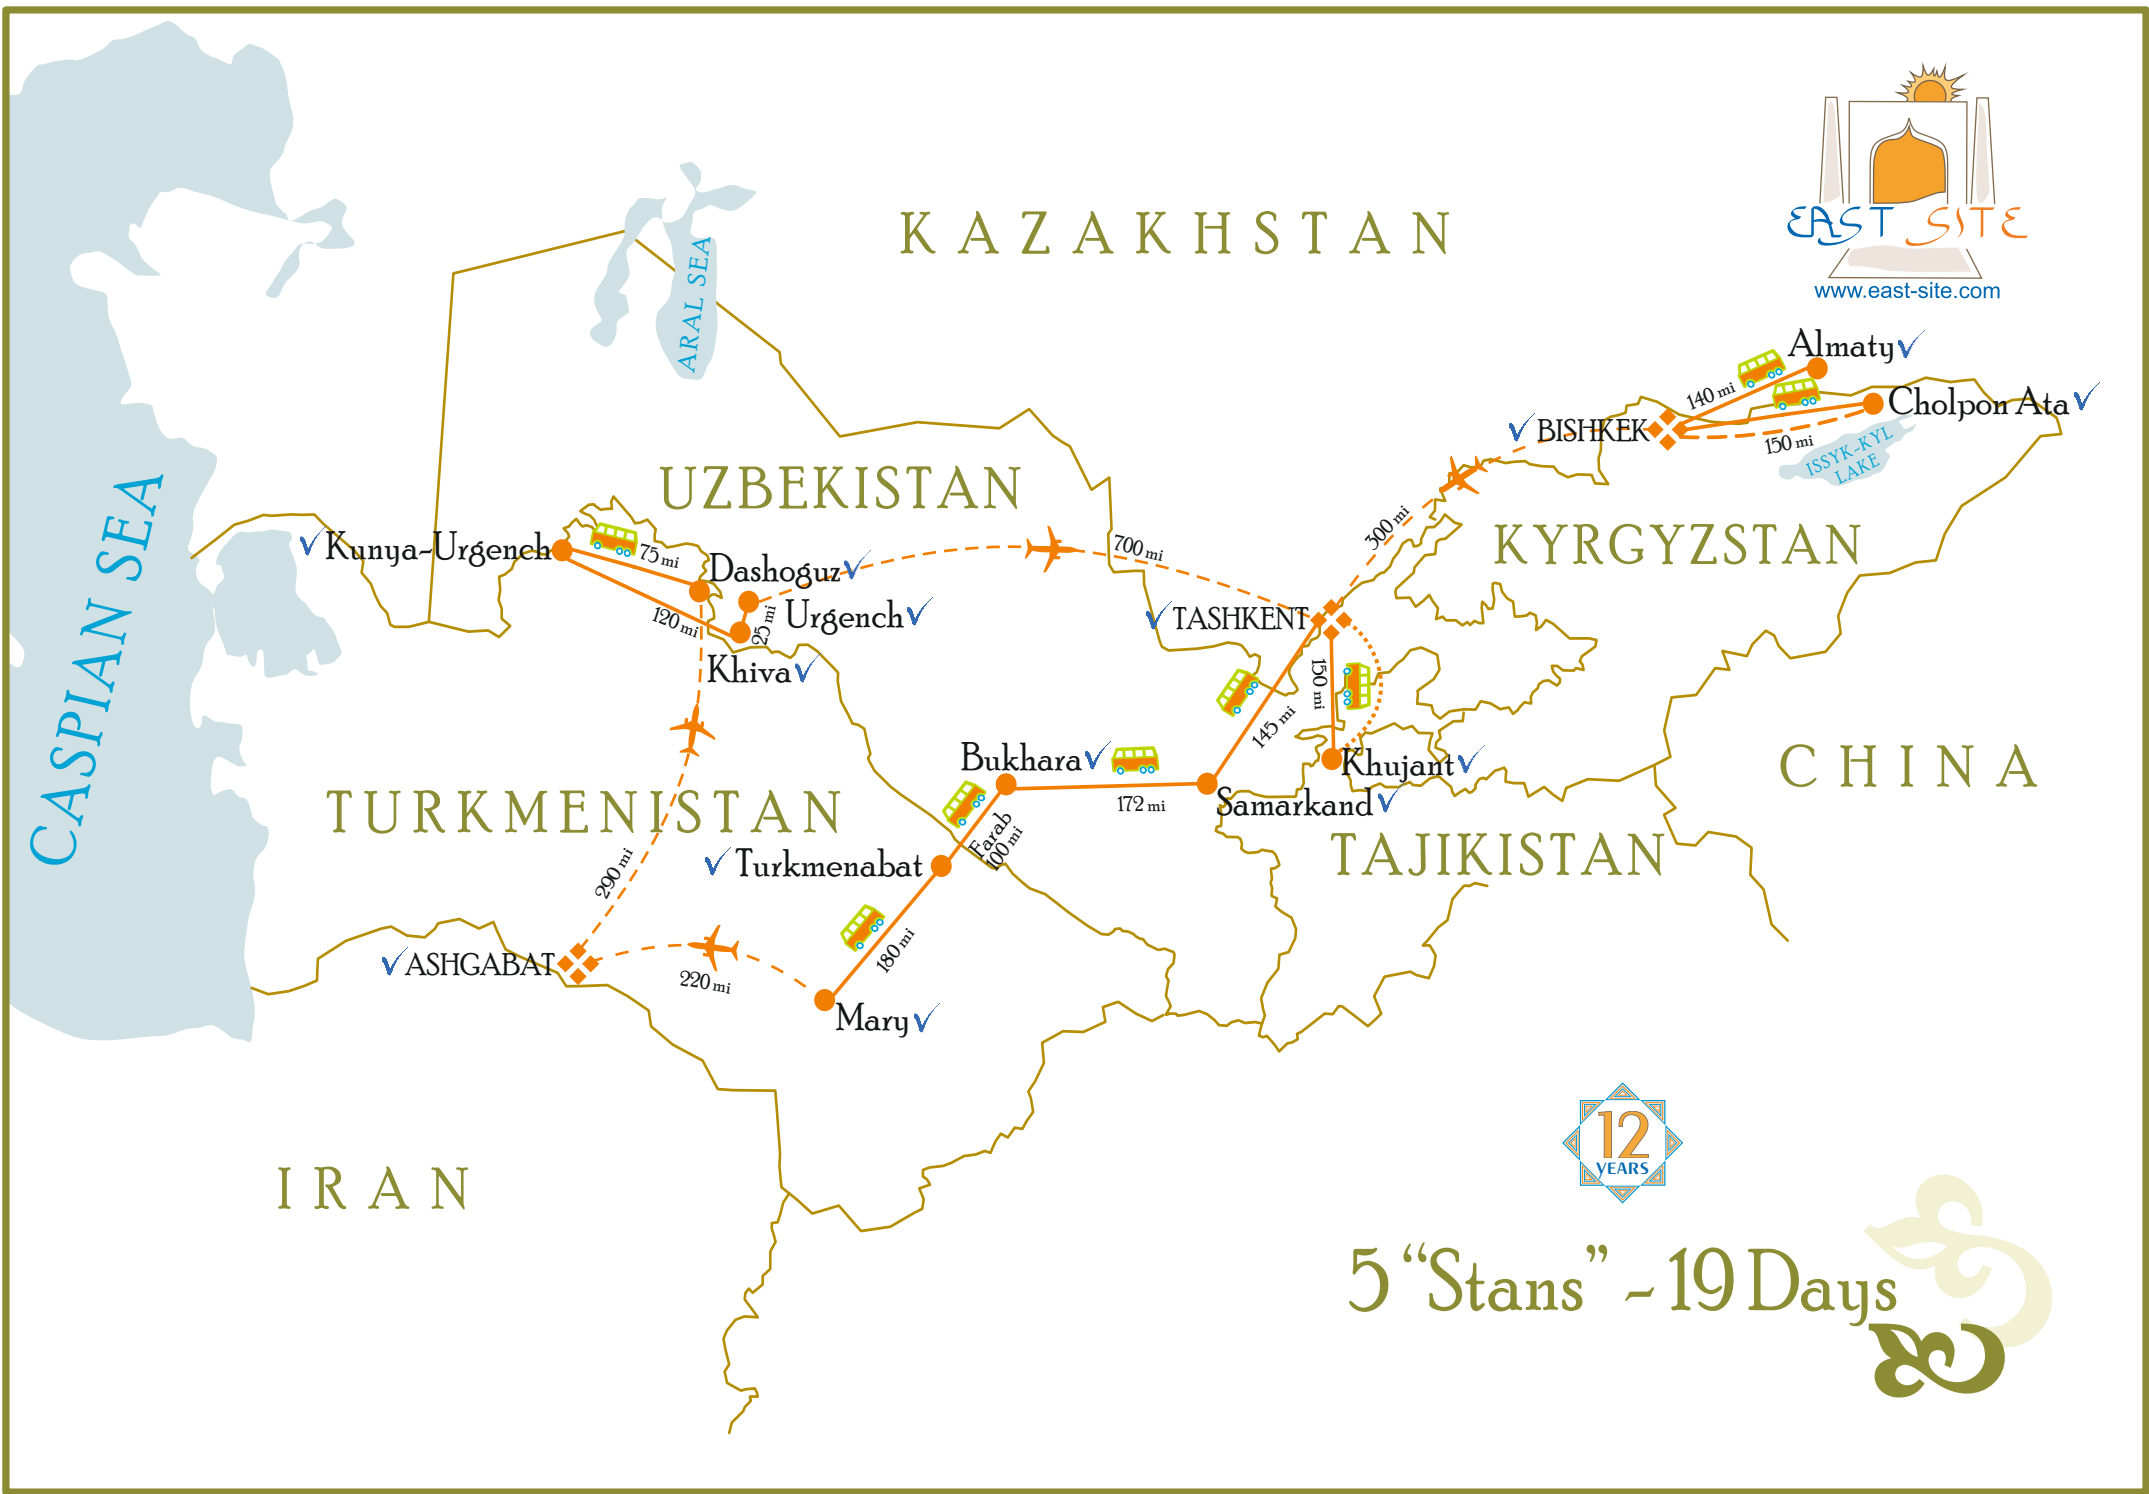 EAST SITE
www.east-site.com
KAZAKHSTAN
ARAL SEA
Almaty
140 mi
Cholpon Ata
BISHKEK
150 mi
ISSYK-KYL
LAKE
UZBEKISTAN
CASPIAN SEA
300 mi
KYRGYZSTAN
Kunya-Urgench
75 mi
700 mi
Dashoguz
120 mi
25 mi
Urgench
TASHKENT
Khiva
150 mi
145 mi
Bukhara
Khujant
CHINA
172 mi
Samarkand
TURKMENISTAN
Farab
100 mi
TAJIKISTAN
Turkmenabat
290 mi
180 mi
ASHGABAT
220 mi
Mary
12
YEARS
IRAN
5 “Stans” - 19 Days